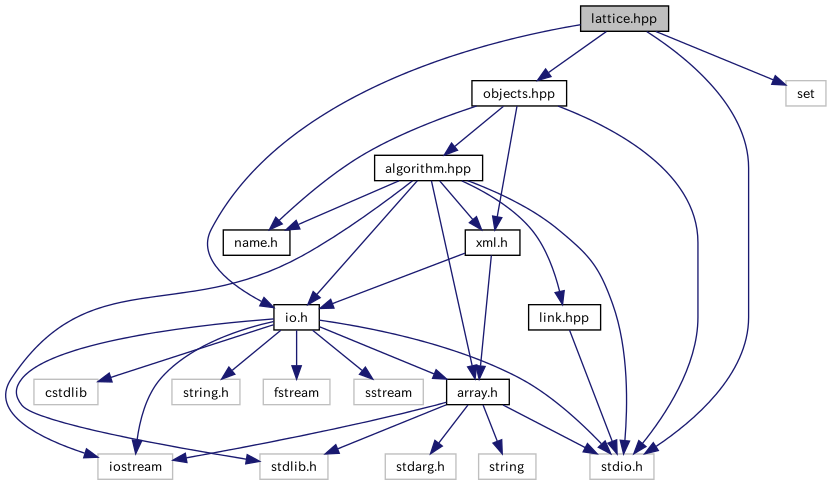 lattice.hpp
objects.hpp
set
algorithm.hpp
name.h
xml.h
io.h
link.hpp
cstdlib
string.h
fstream
sstream
array.h
iostream
stdlib.h
stdarg.h
string
stdio.h